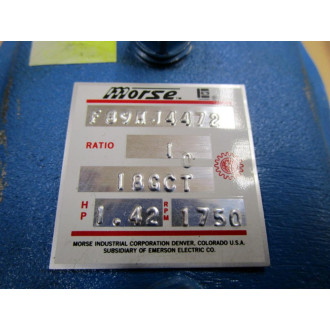 Morse
F89MJ4472
RATIO 10
18GCT
HP 1.42 RPM 1750
MORSE INDUSTRIAL CORPORATION DENVER, COLORADO U.S.A.
SUBSIDIARY OF EMERSON ELECTRIC CO.